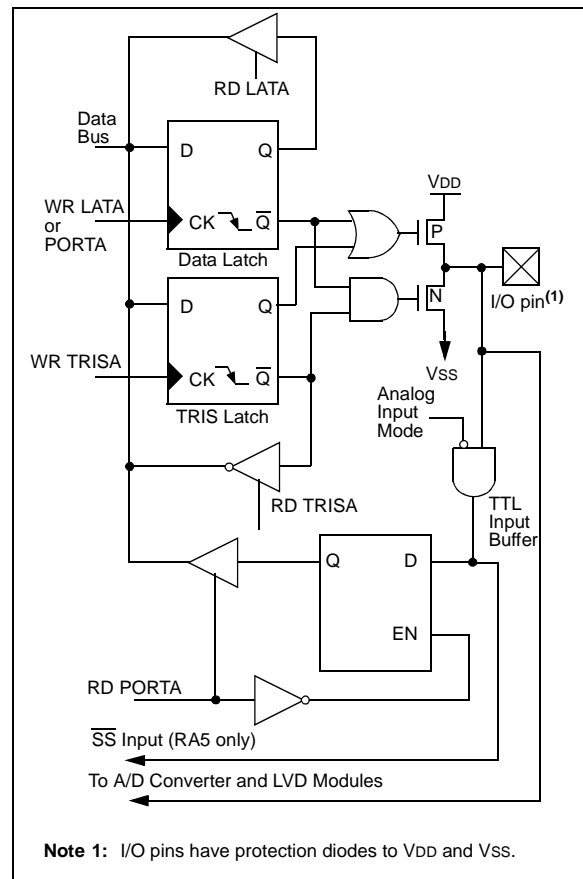 RD LATA
Data
Bus
D Q
VDD
WR LATA
or
PORTA
CK Q̅
P
Data Latch
N
I/O pin(1)
D Q
WR TRISA
CK Q̅
VSS
TRIS Latch
Analog
Input
Mode
RD TRISA
TTL
Input
Buffer
Q D
EN
RD PORTA
S̅S̅ Input (RA5 only)
To A/D Converter and LVD Modules
Note 1: I/O pins have protection diodes to VDD and VSS.